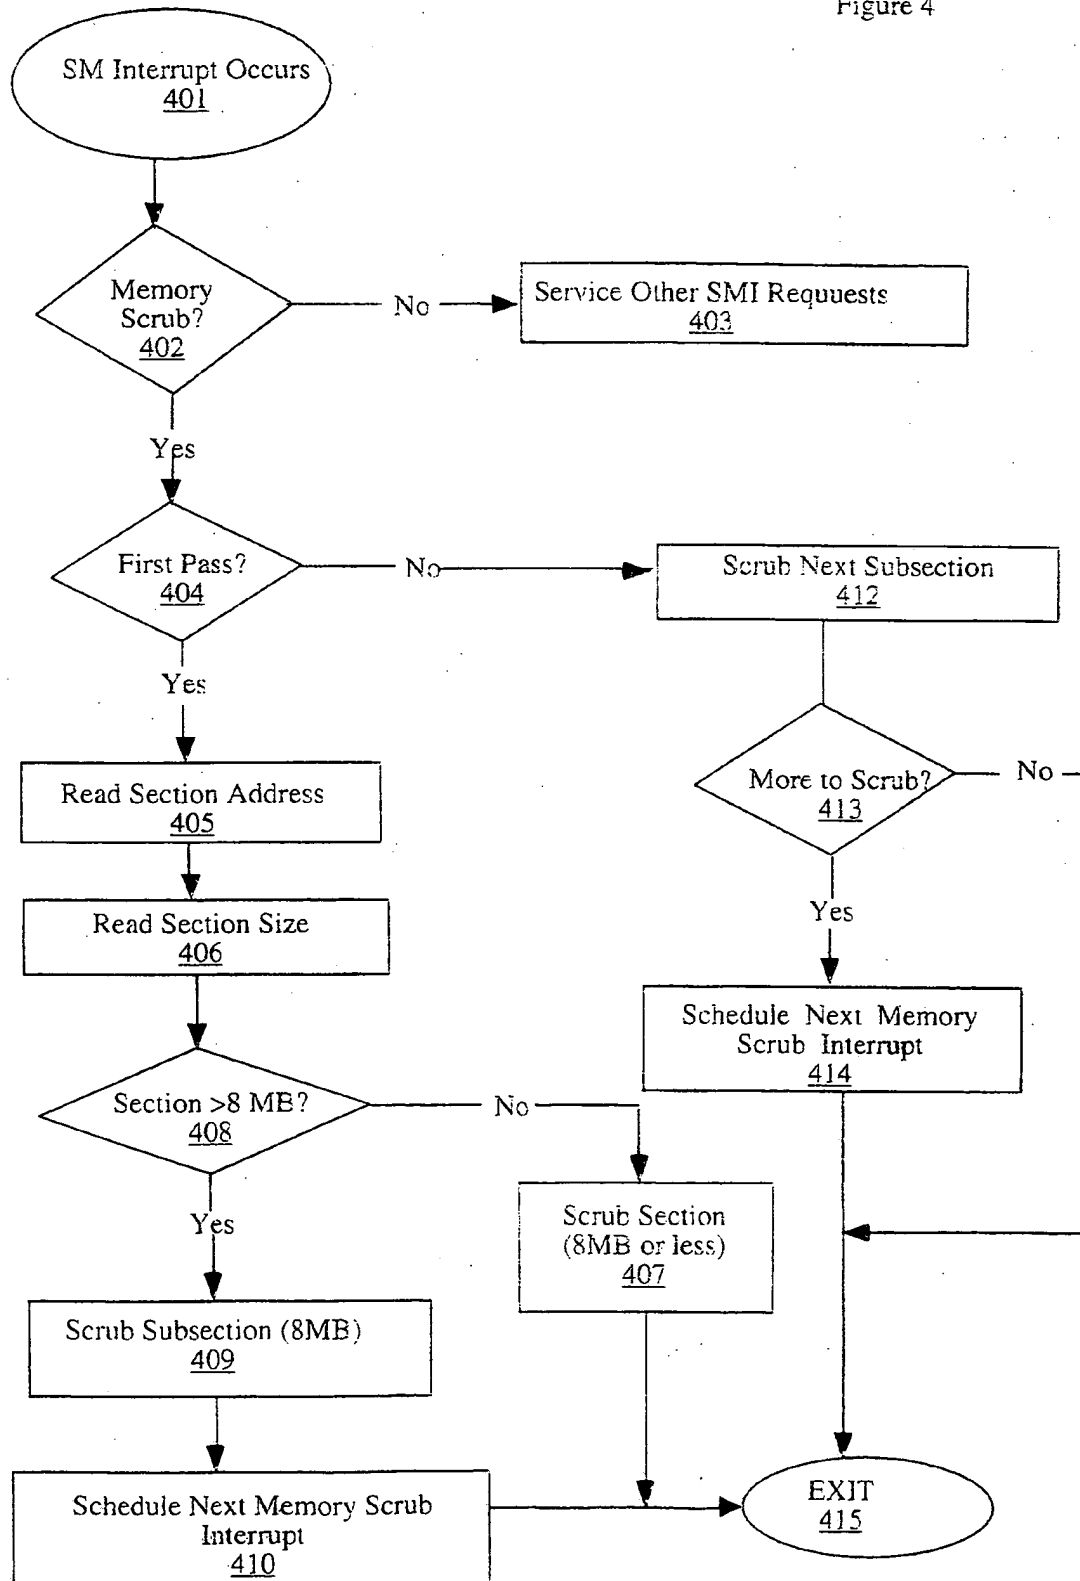 Figure 4
SM Interrupt Occurs
401
Memory
Scrub?
402
No
Service Other SMI Requuests
403
Yes
First Pass?
404
No
Scrub Next Subsection
412
Yes
More to Scrub?
413
No
Read Section Address
405
Yes
Read Section Size
406
Schedule Next Memory
Scrub Interrupt
414
Section >8 MB?
408
No
Yes
Scrub Section
(8MB or less)
407
Scrub Subsection (8MB)
409
Schedule Next Memory Scrub
Interrupt
410
EXIT
415